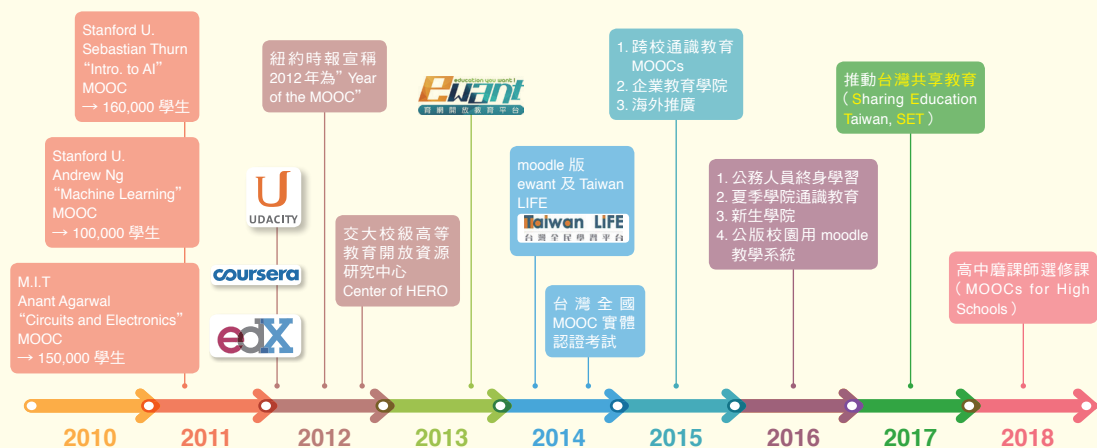 Stanford U.
Sebastian Thurn
“Intro. to AI”
MOOC
→ 160,000 學生
Stanford U.
Andrew Ng
“Machine Learning”
MOOC
→ 100,000 學生
M.I.T
Anant Agarwal
“Circuits and Electronics”
MOOC
→ 150,000 學生
U
UDACITY
coursera
edX
紐約時報宣稱
2012 年為” Year
of the MOOC”
交大校級高等
教育開放資源
研究中心
Center of HERO
education you want !
ewant
育網開放教育平台
moodle 版
ewant 及 Taiwan
LIFE
Taiwan LiFE
台灣全民學習平台
台灣全國
MOOC 實體
認證考試
1. 跨校通識教育
MOOCs
2. 企業教育學院
3. 海外推廣
1. 公務人員終身學習
2. 夏季學院通識教育
3. 新生學院
4. 公版校園用 moodle
教學系統
推動台灣共享教育
（Sharing Education
Taiwan, SET）
高中磨課師選修課
（MOOCs for High
Schools）
2010
2011
2012
2013
2014
2015
2016
2017
2018